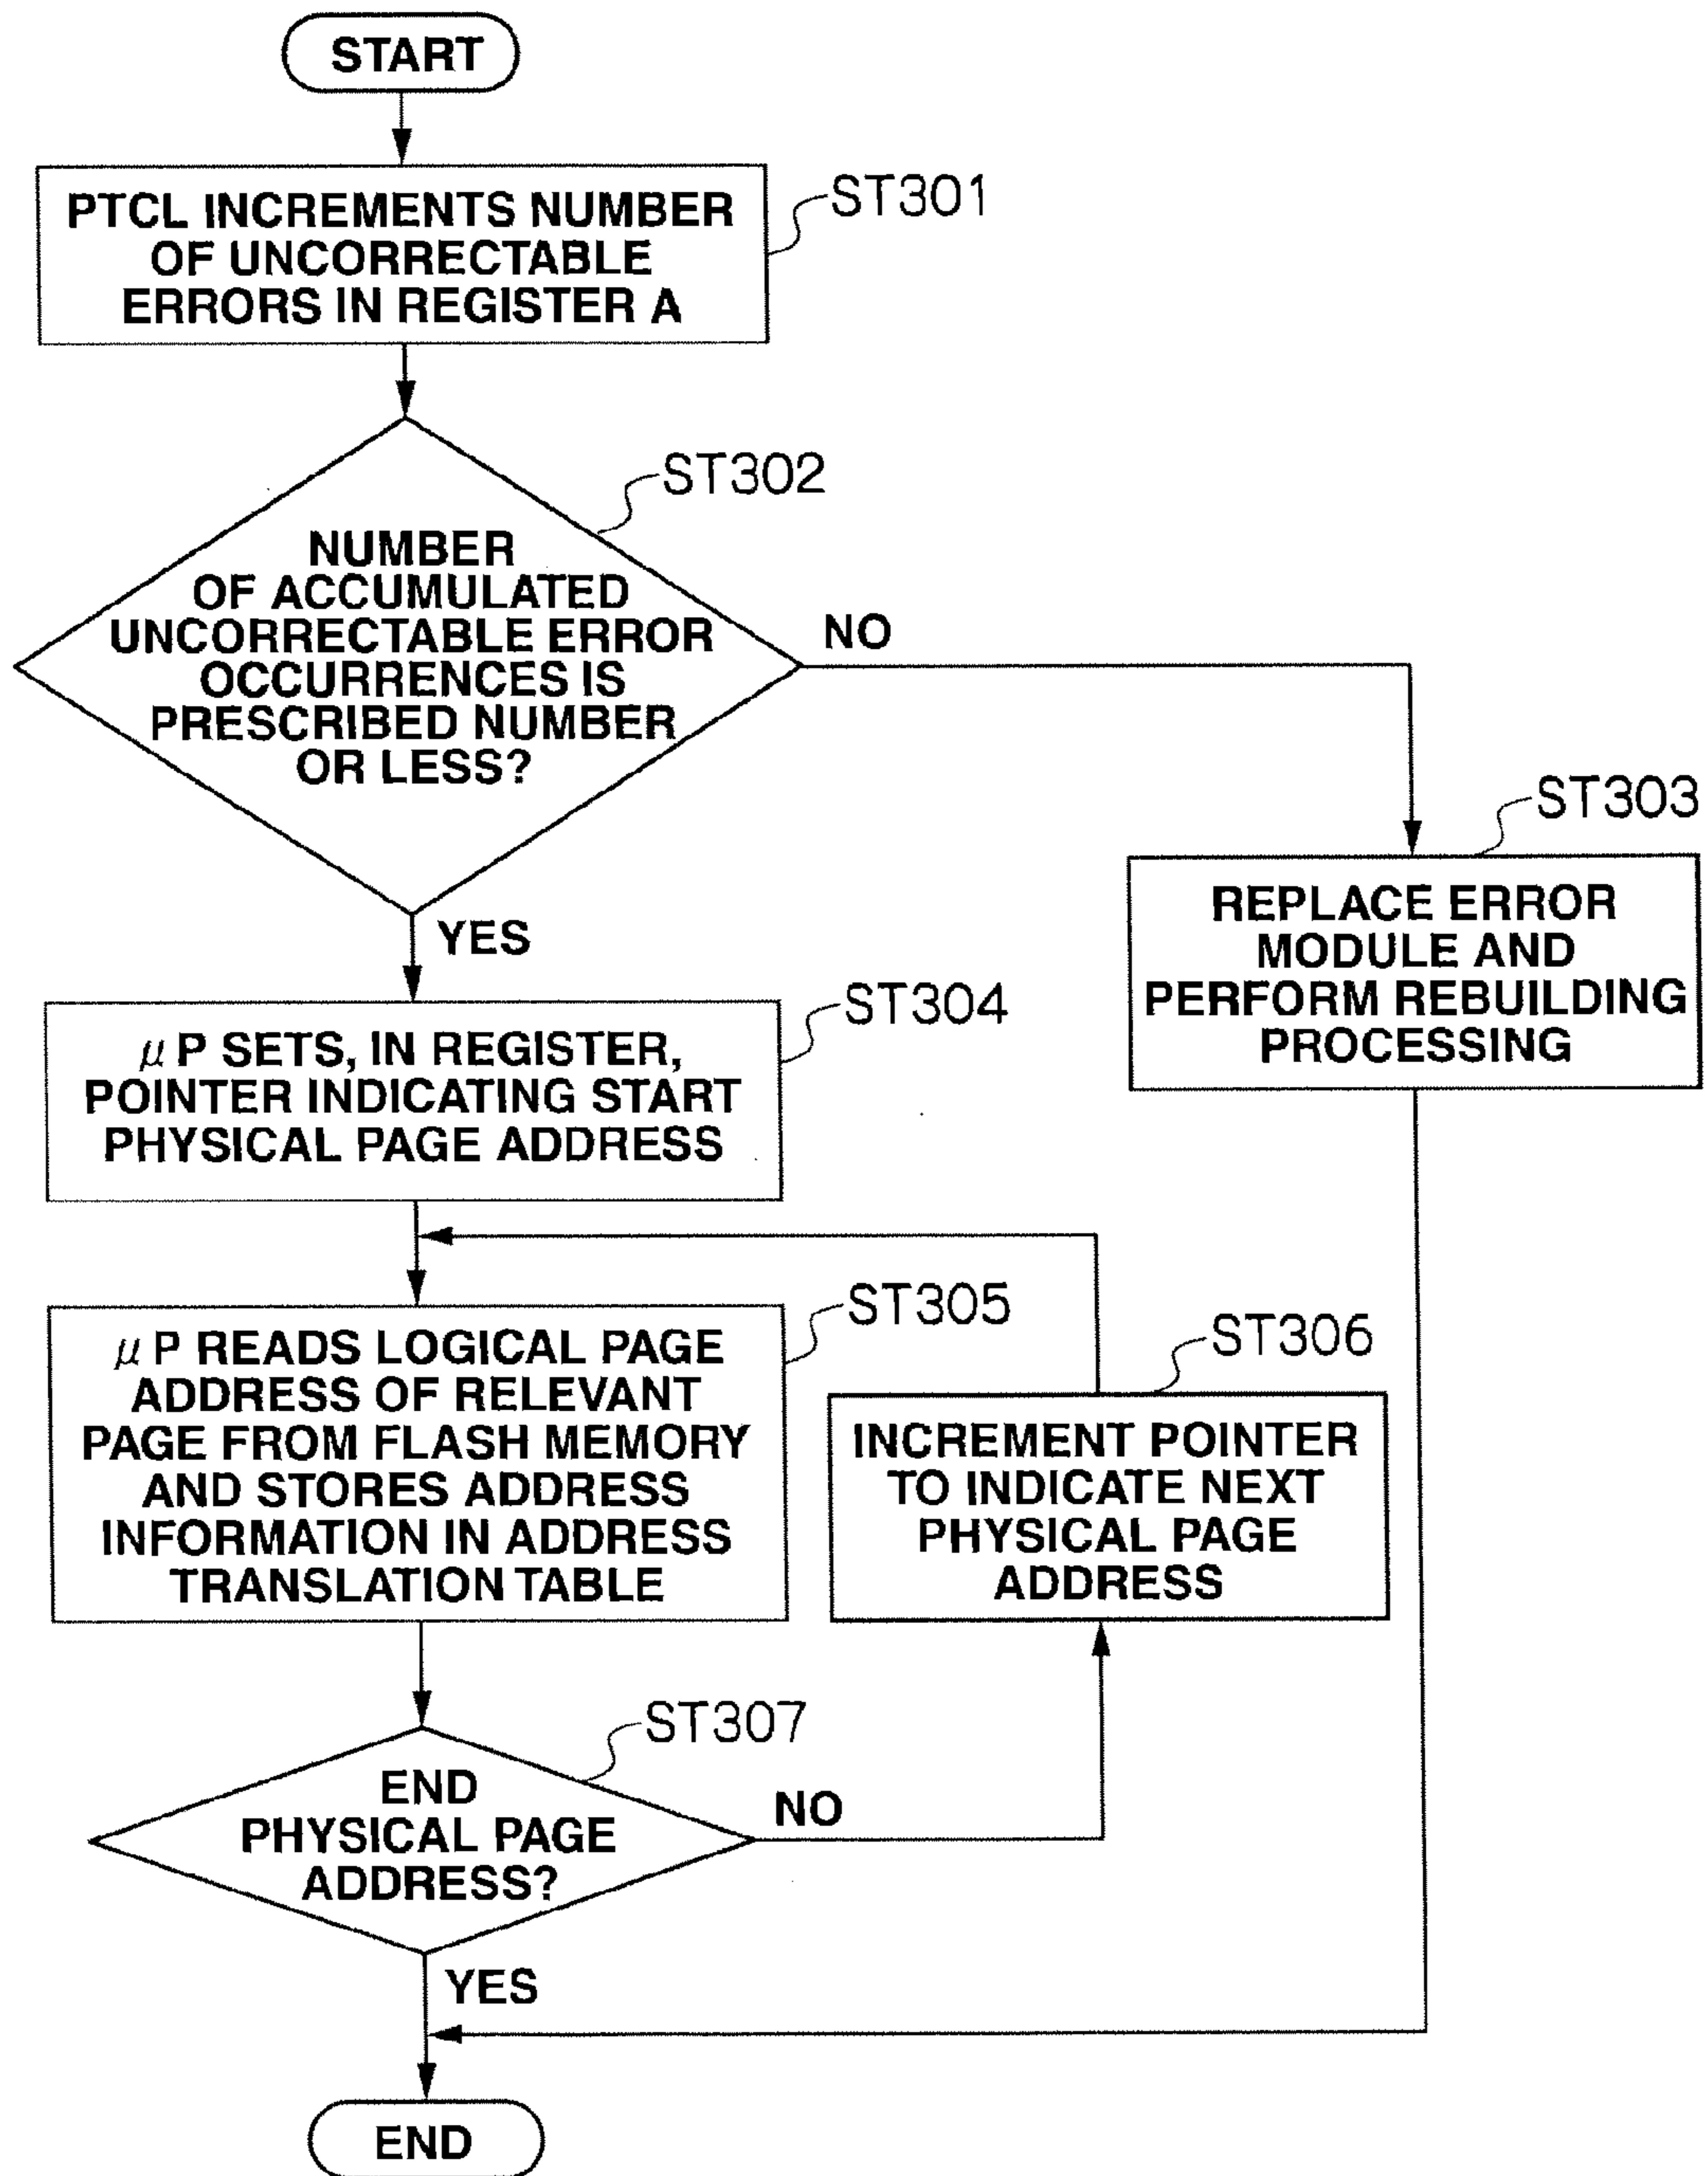 START
PTCL INCREMENTS NUMBER
OF UNCORRECTABLE
ERRORS IN REGISTER A
ST301
ST302
NUMBER
OF ACCUMULATED
UNCORRECTABLE ERROR
OCCURRENCES IS
PRESCRIBED NUMBER
OR LESS?
NO
YES
ST303
REPLACE ERROR
MODULE AND
PERFORM REBUILDING
PROCESSING
ST304
μP SETS, IN REGISTER,
POINTER INDICATING START
PHYSICAL PAGE ADDRESS
ST305
μP READS LOGICAL PAGE
ADDRESS OF RELEVANT
PAGE FROM FLASH MEMORY
AND STORES ADDRESS
INFORMATION IN ADDRESS
TRANSLATION TABLE
ST306
INCREMENT POINTER
TO INDICATE NEXT
PHYSICAL PAGE
ADDRESS
ST307
END
PHYSICAL PAGE
ADDRESS?
NO
YES
END